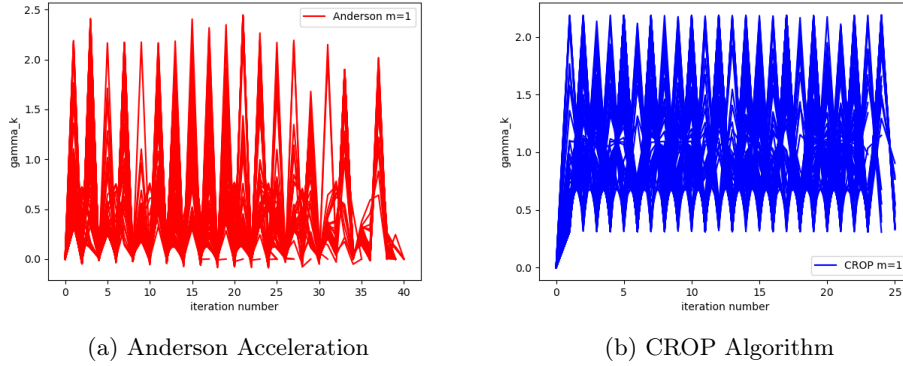 2.5
2.0
1.5
1.0
0.5
0.0
gamma_k
0 5 10 15 20 25 30 35 40
iteration number
Anderson m=1
(a) Anderson Acceleration
2.0
1.5
1.0
0.5
0.0
gamma_k
0 5 10 15 20 25
iteration number
CROP m=1
(b) CROP Algorithm